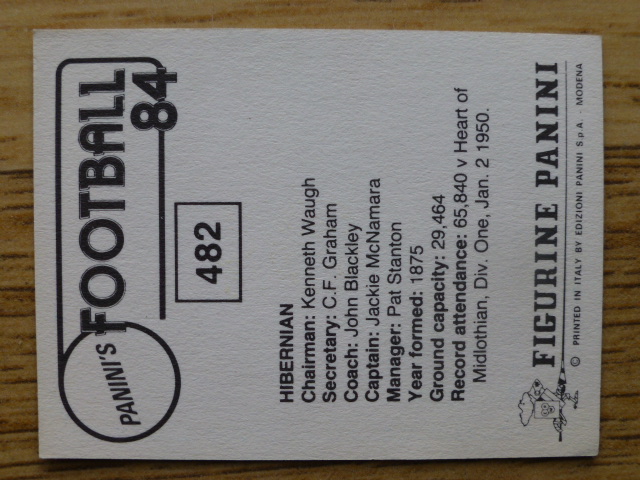 PANINI'S
FOOTBALL
84
482
HIBERNIAN
Chairman: Kenneth Waugh
Secretary: C.F. Graham
Coach: John Blackley
Captain: Jackie McNamara
Manager: Pat Stanton
Year formed: 1875
Ground capacity: 29,464
Record attendance: 65,840 v Heart of
Midlothian, Div. One, Jan. 2 1950.
FIGURINE PANINI
© PRINTED IN ITALY BY EDIZIONI PANINI S.p.A. - MODENA